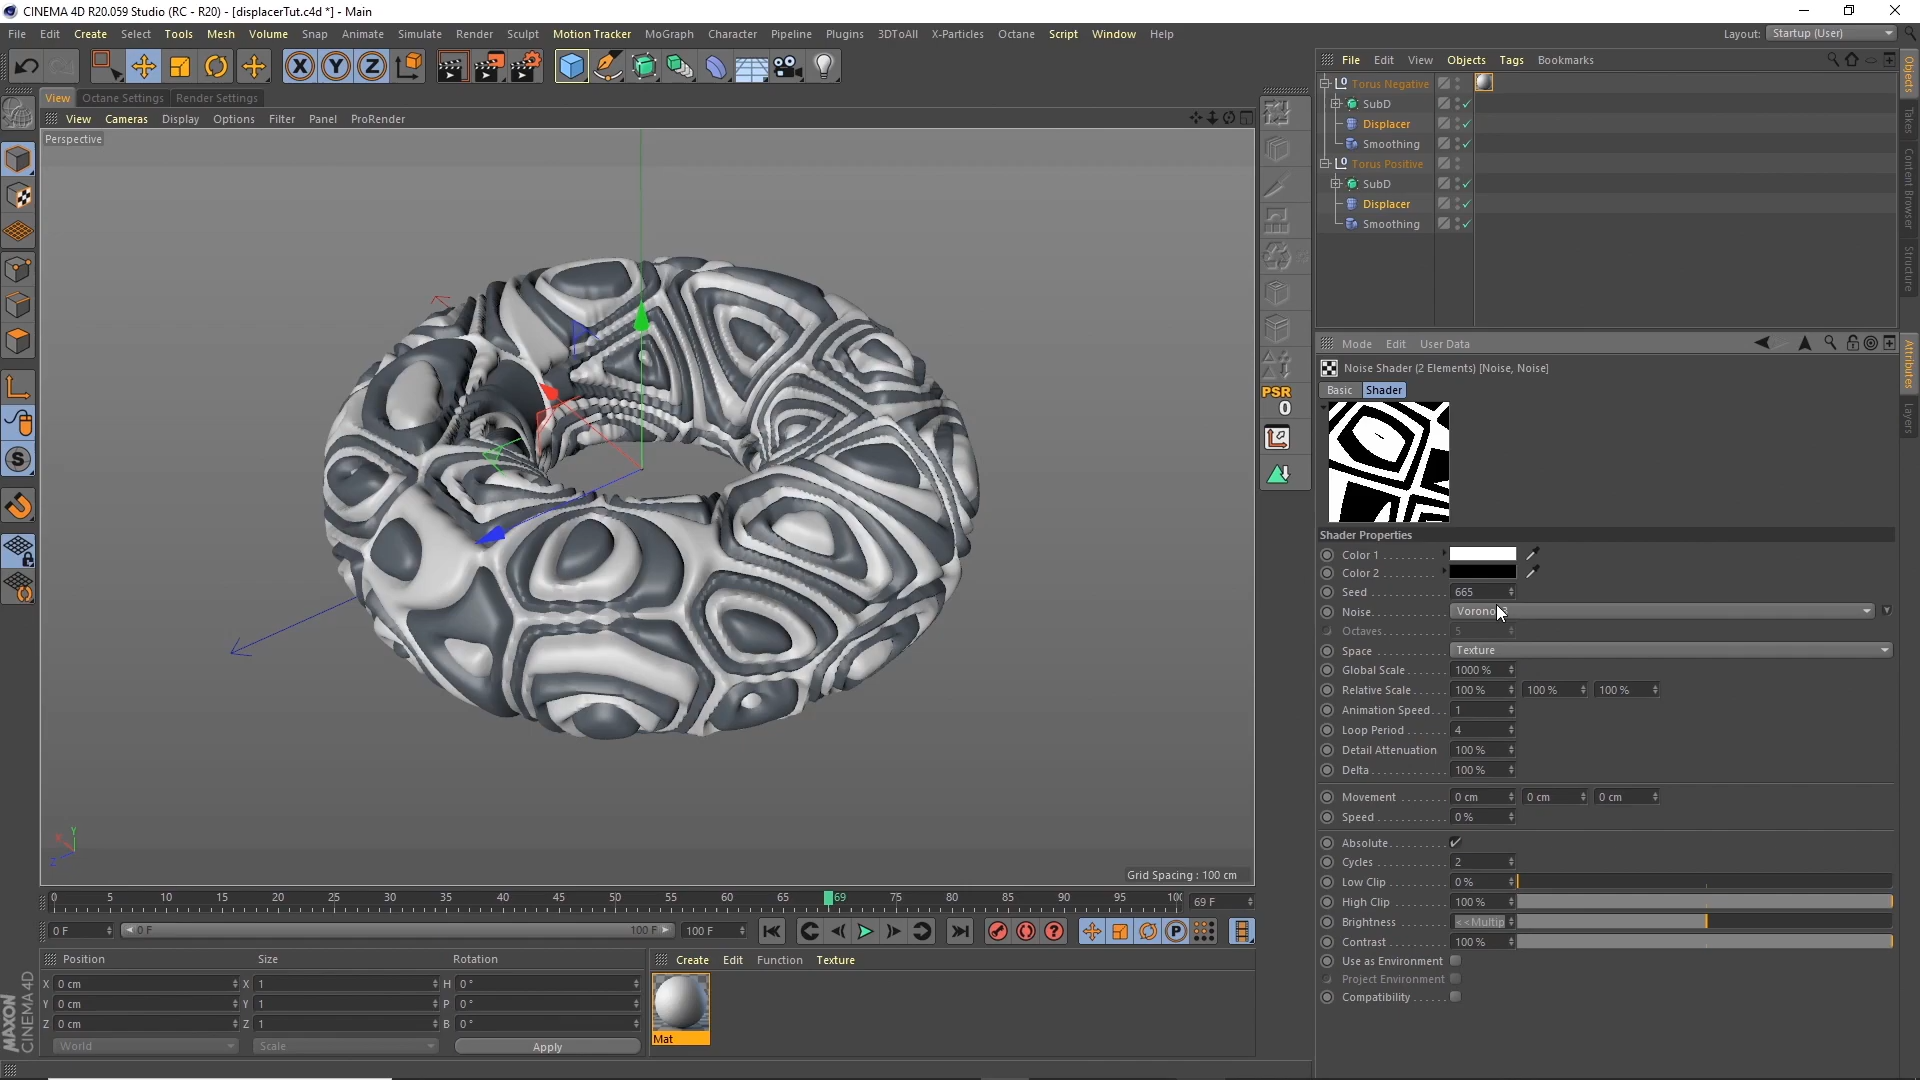 CINEMA 4D R20.059 Studio (RC - R20) - [displacerTut.c4d *] - Main
File Edit Create Select Tools Mesh Volume Snap Animate Simulate Render Sculpt Motion Tracker MoGraph Character Pipeline Plugins 3DToAll X-Particles Octane Script Window Help Layout: Startup (User)
View Octane Settings Render Settings
View Cameras Display Options Filter Panel ProRender
Perspective
Grid Spacing : 100 cm
PSR
0
File Edit View Objects Tags Bookmarks
Torus Negative
SubD
Displacer
Smoothing
Torus Positive
SubD
Displacer
Smoothing
Objects
Takes
Content Browser
Structure
Attributes
Layers
Mode Edit User Data
Noise Shader (2 Elements) [Noise, Noise]
Basic Shader
Shader Properties
Color 1
Color 2
Seed 665
Noise
Octaves 5
Space Texture
Global Scale 1000 %
Relative Scale 100 % 100 % 100 %
Animation Speed 1
Loop Period 4
Detail Attenuation 100 %
Delta 100 %
Movement 0 cm 0 cm 0 cm
Speed 0 %
Absolute
Cycles 2
Low Clip 0 %
High Clip 100 %
Brightness <<Multip
Contrast 100 %
Use as Environment
Project Environment
Compatibility
0 5 10 15 20 25 30 35 40 45 50 55 60 65 69 75 80 85 90 95 100 69 F
0 F 0 F 100 F 100 F
Position Size Rotation
X 0 cm X 1 H 0 °
Y 0 cm Y 1 P 0 °
Z 0 cm Z 1 B 0 °
World Scale Apply
Create Edit Function Texture
Mat
MAXON
CINEMA 4D